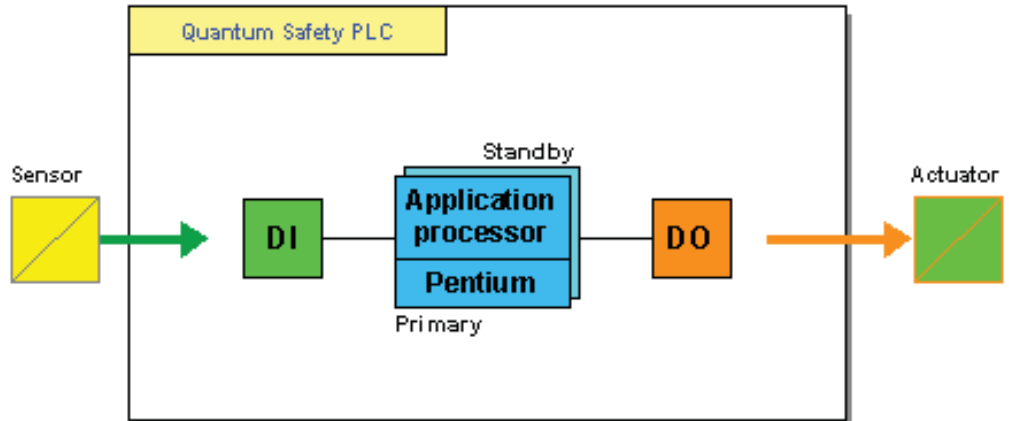 Quantum Safety PLC
Standby
Sensor
Actuator
Application
processor
DI
DO
Pentium
Primary